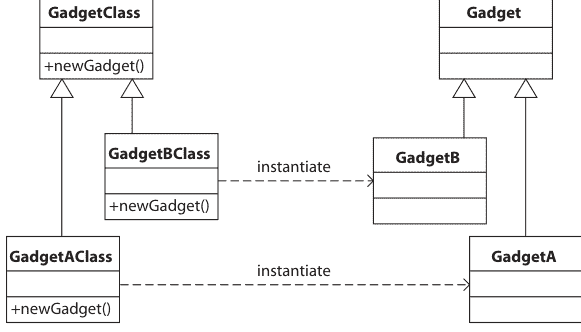 GadgetClass
+newGadget()
Gadget
GadgetBClass
+newGadget()
instantiate
GadgetB
GadgetAClass
+newGadget()
instantiate
GadgetA